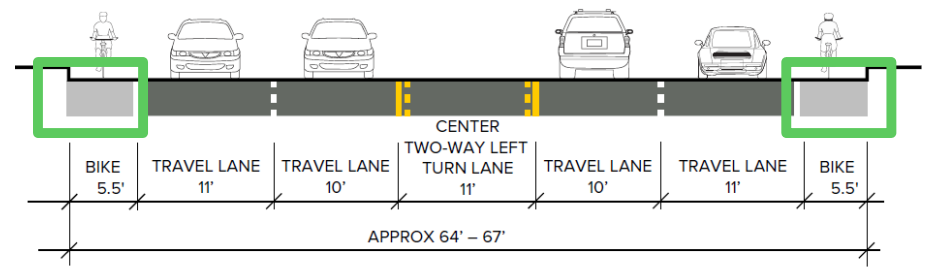 CENTER
TWO-WAY LEFT
BIKE TRAVEL LANE TRAVEL LANE TURN LANE TRAVEL LANE TRAVEL LANE BIKE
5.5' 11’ 10’ 11’ 10’ 11’ 5.5'
APPROX 64’ – 67’